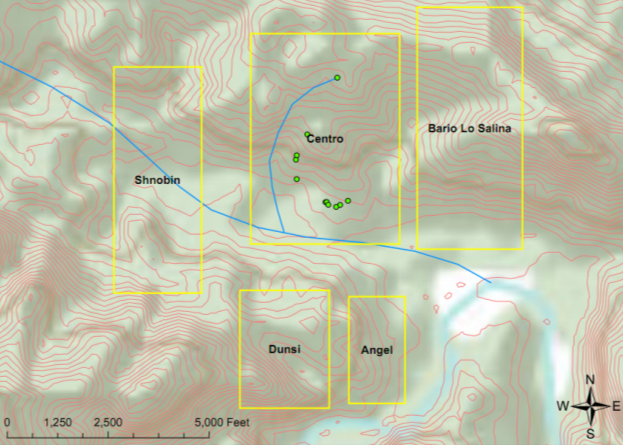 Centro
Bario Lo Salina
Shnobin
Dunsi
Angel
N
W E
S
0 1,250 2,500 5,000 Feet